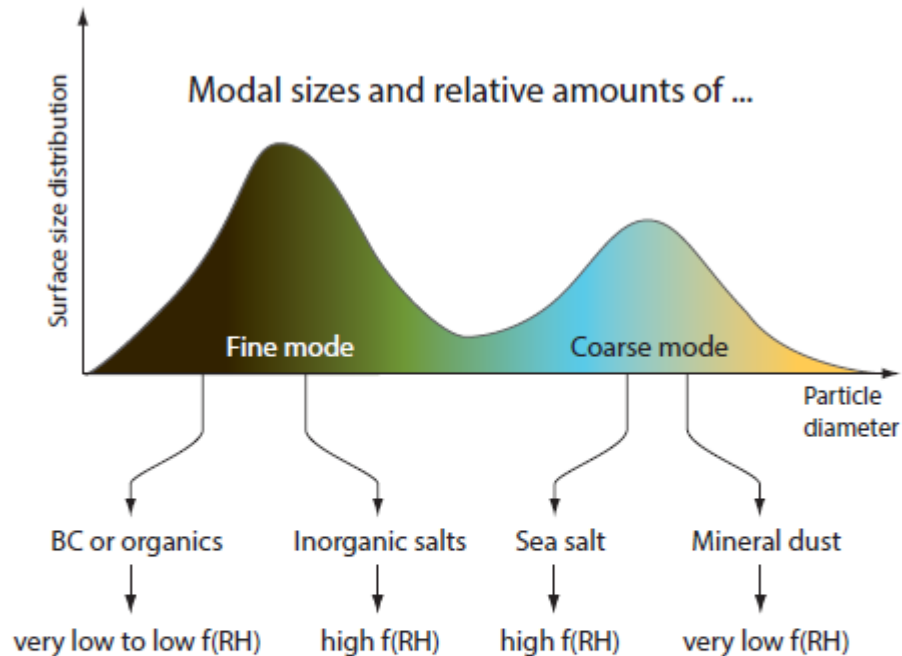 Modal sizes and relative amounts of ...
Surface size distribution
Fine mode
Coarse mode
Particle
diameter
BC or organics
Inorganic salts
Sea salt
Mineral dust
very low to low f(RH)
high f(RH)
high f(RH)
very low f(RH)